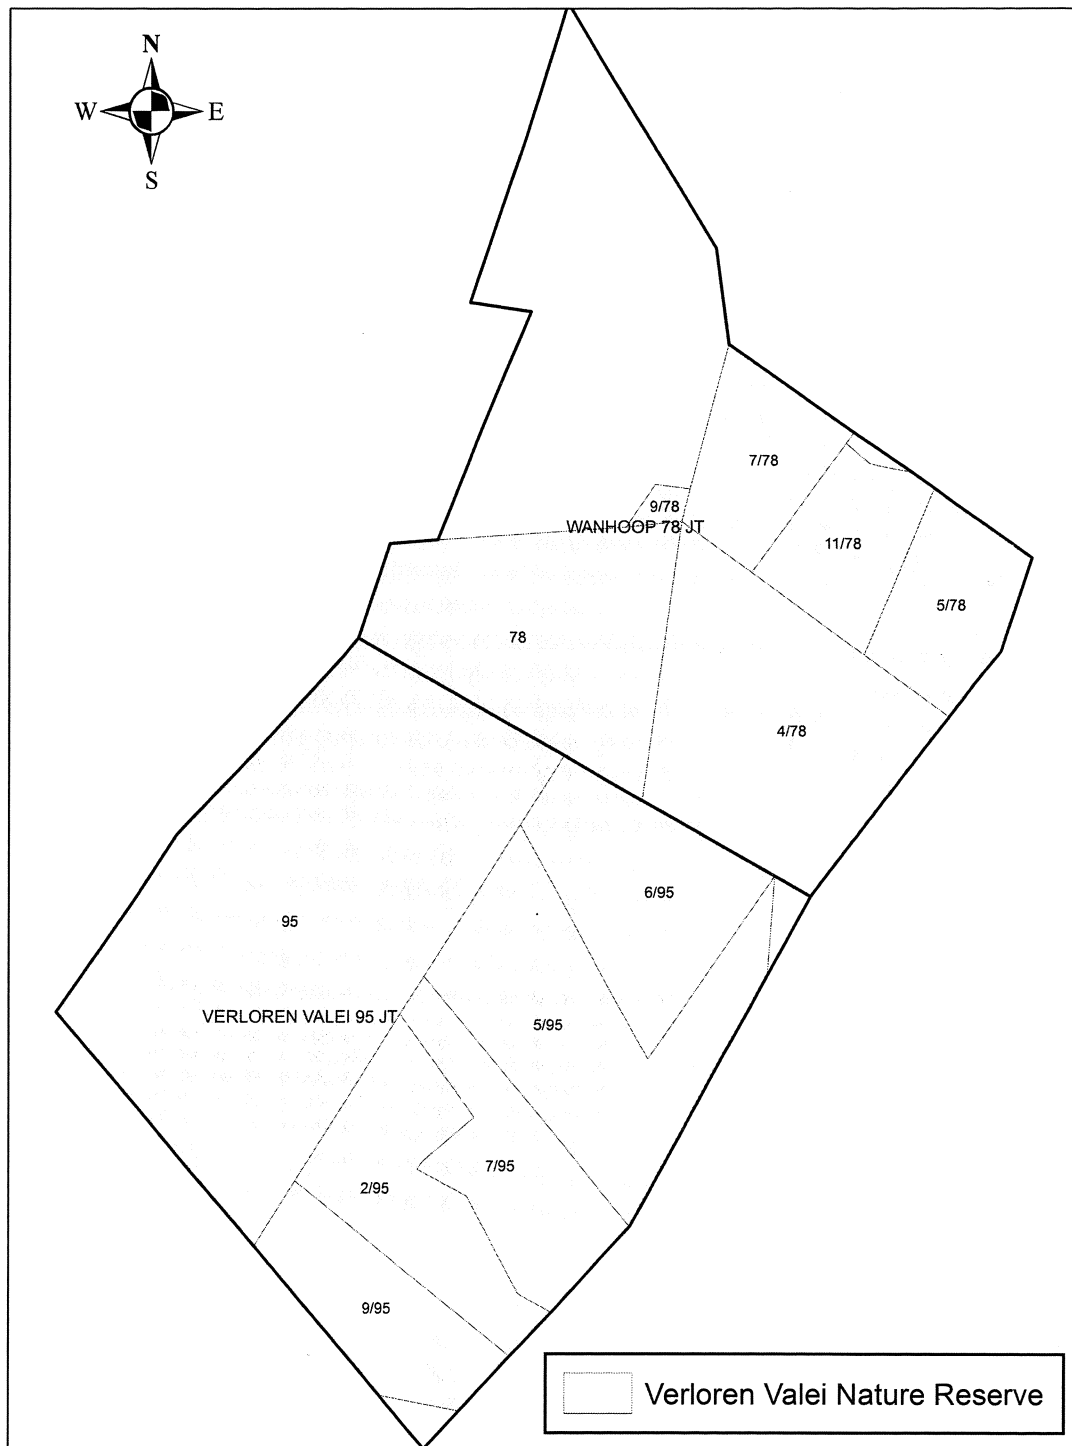 N
W E
S
7/78
9/78
WANHOOP 78 JT
11/78
5/78
78
4/78
6/95
95
VERLOREN VALEI 95 JT
5/95
7/95
2/95
9/95
Verloren Valei Nature Reserve